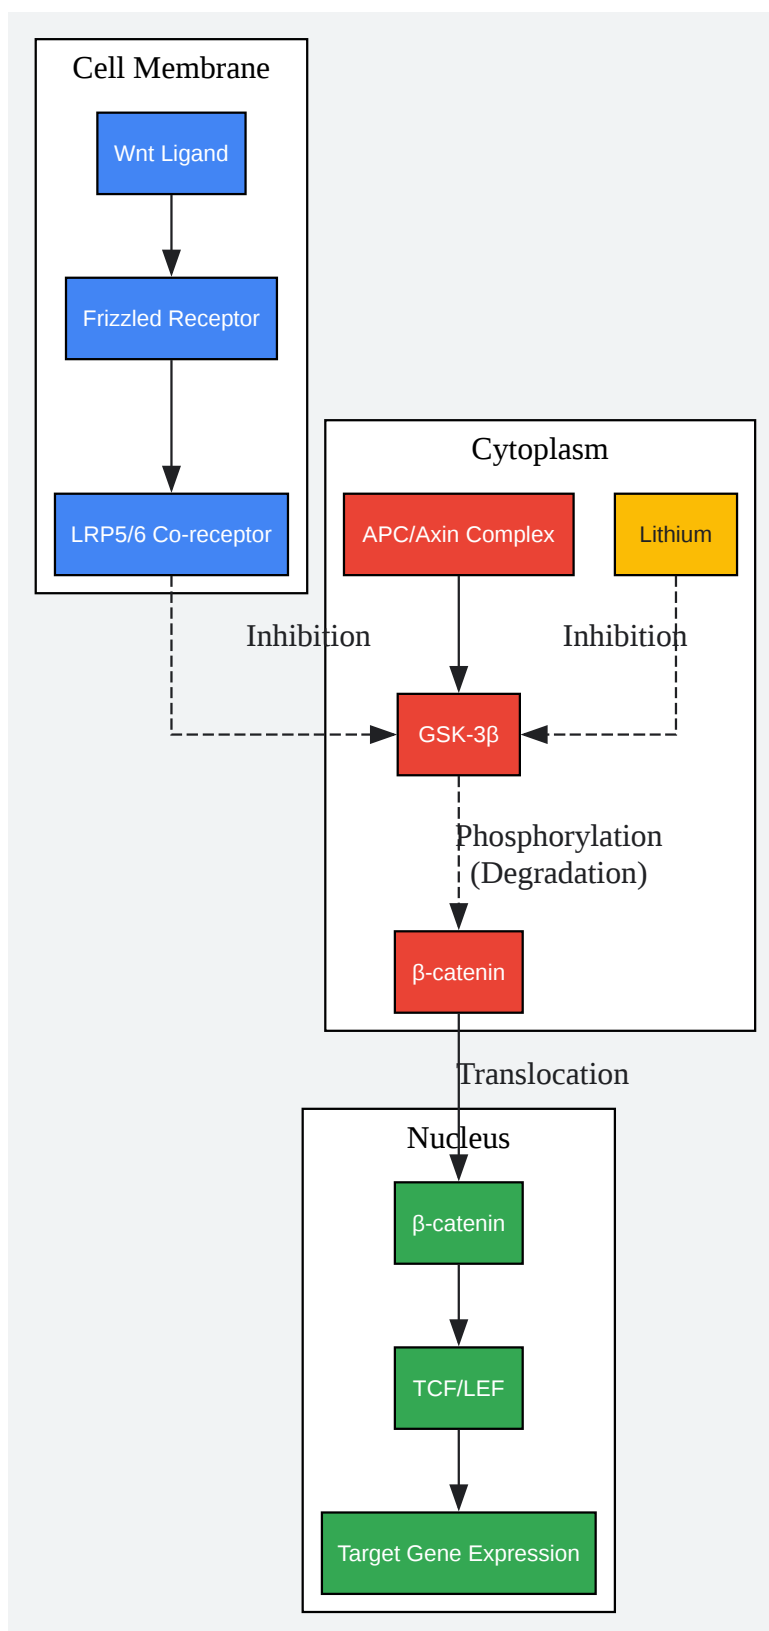 Cell Membrane
Wnt Ligand
Frizzled Receptor
LRP5/6 Co-receptor
Cytoplasm
APC/Axin Complex
Lithium
Inhibition
Inhibition
GSK-3β
Phosphorylation
(Degradation)
β-catenin
Translocation
Nucleus
β-catenin
TCF/LEF
Target Gene Expression